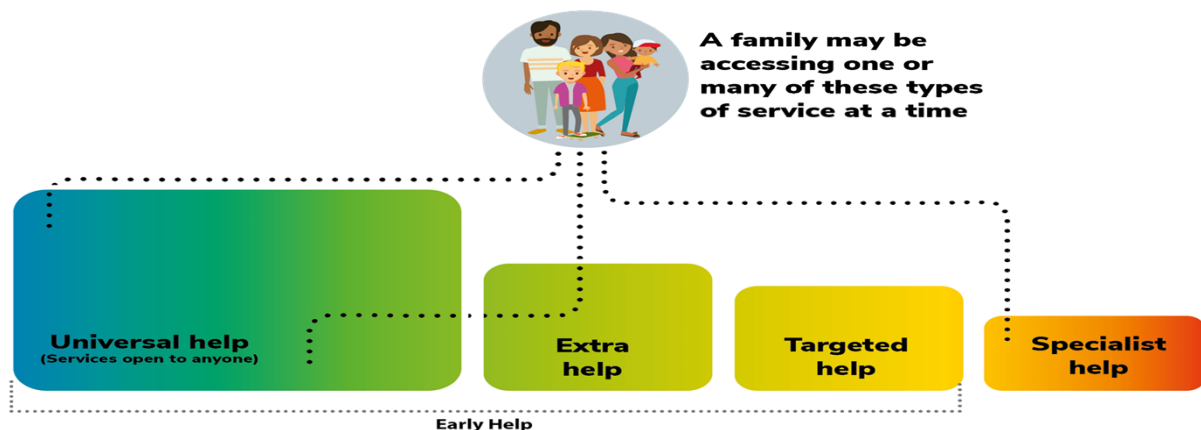 A family may be
accessing one or
many of these types
of service at a time
Universal help
(Services open to anyone)
Extra
help
Targeted
help
Specialist
help
Early Help